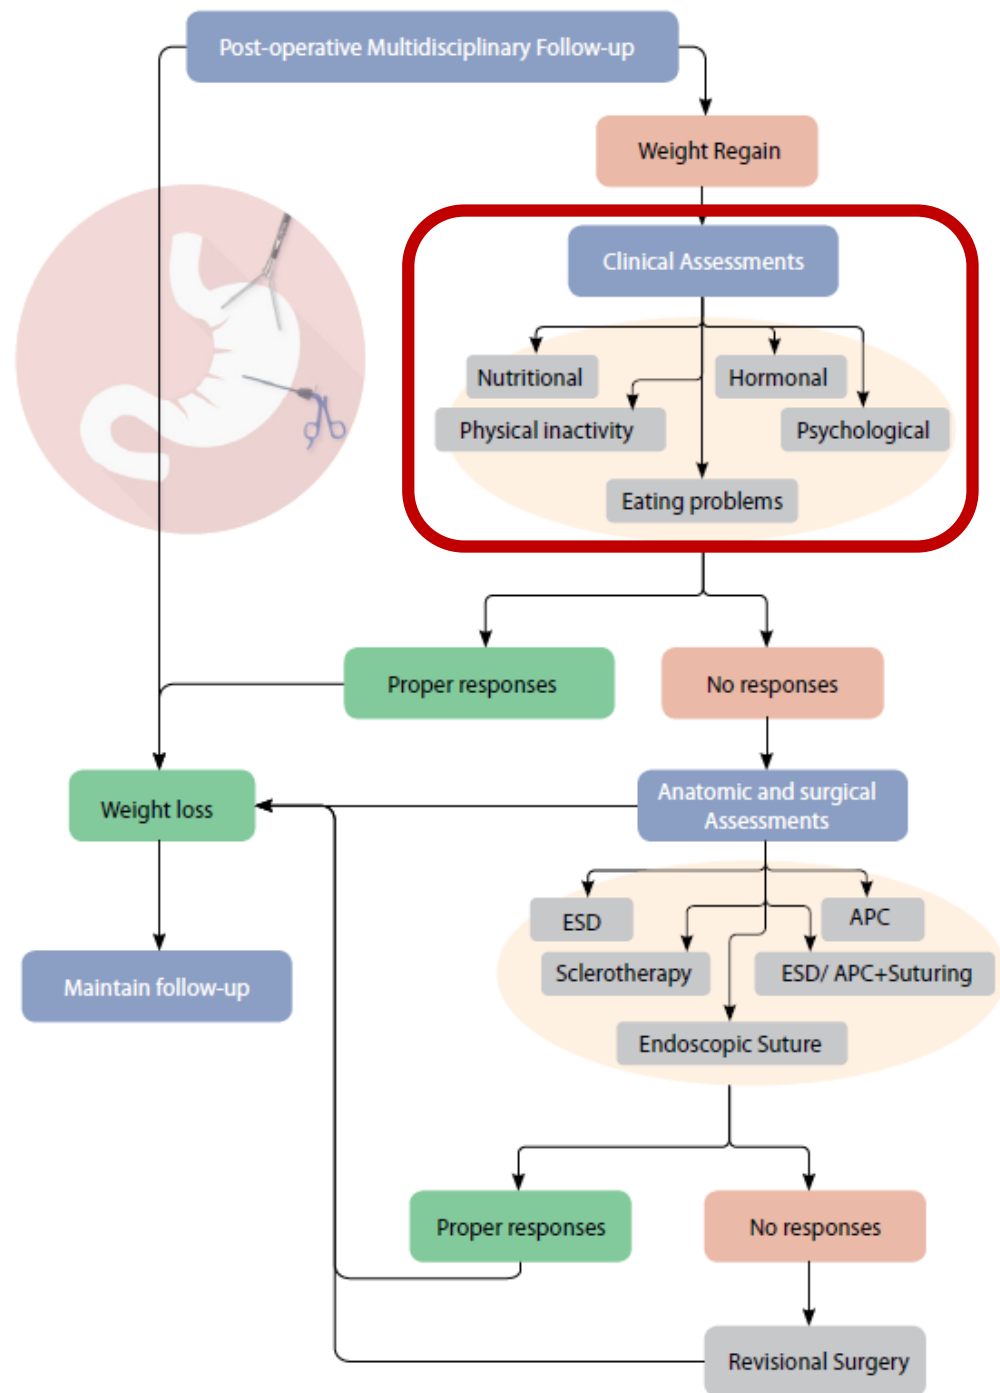 Post-operative Multidisciplinary Follow-up
Weight Regain
Clinical Assessments
Nutritional
Hormonal
Physical inactivity
Psychological
Eating problems
Proper responses
No responses
Weight loss
Anatomic and surgical
Assessments
ESD
APC
Sclerotherapy
ESD/ APC+Suturing
Maintain follow-up
Endoscopic Suture
Proper responses
No responses
Revisional Surgery